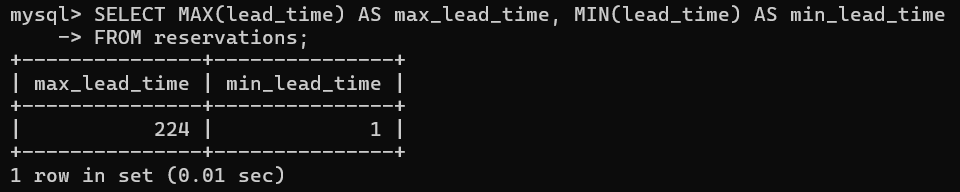 mysql> SELECT MAX(lead_time) AS max_lead_time, MIN(lead_time) AS min_lead_time
    -> FROM reservations;
+---------------+---------------+
| max_lead_time | min_lead_time |
+---------------+---------------+
|           224 |             1 |
+---------------+---------------+
1 row in set (0.01 sec)